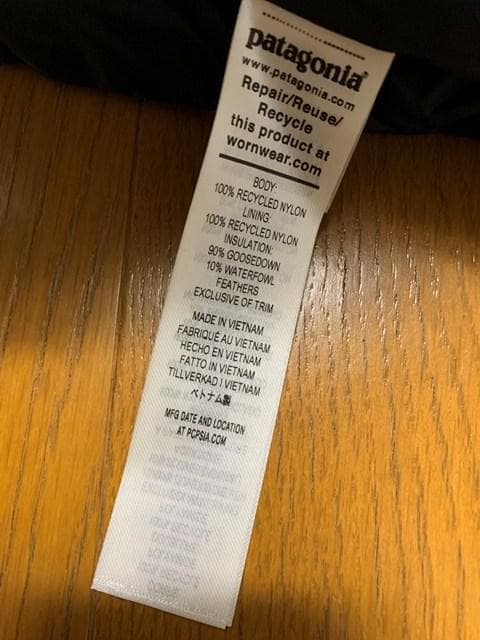 patagonia®
www.patagonia.com
Repair/Reuse/
Recycle
this product at
wornwear.com
BODY:
100% RECYCLED NYLON
LINING:
100% RECYCLED NYLON
INSULATION:
90% GOOSEDOWN
10% WATERFOWL
FEATHERS
EXCLUSIVE OF TRIM
MADE IN VIETNAM
FABRIQUÉ AU VIETNAM
HECHO EN VIETNAM
FATTO IN VIETNAM
TILLVERKAD I VIETNAM
ベトナム製
MFG DATE AND LOCATION
AT PCPSIA.COM